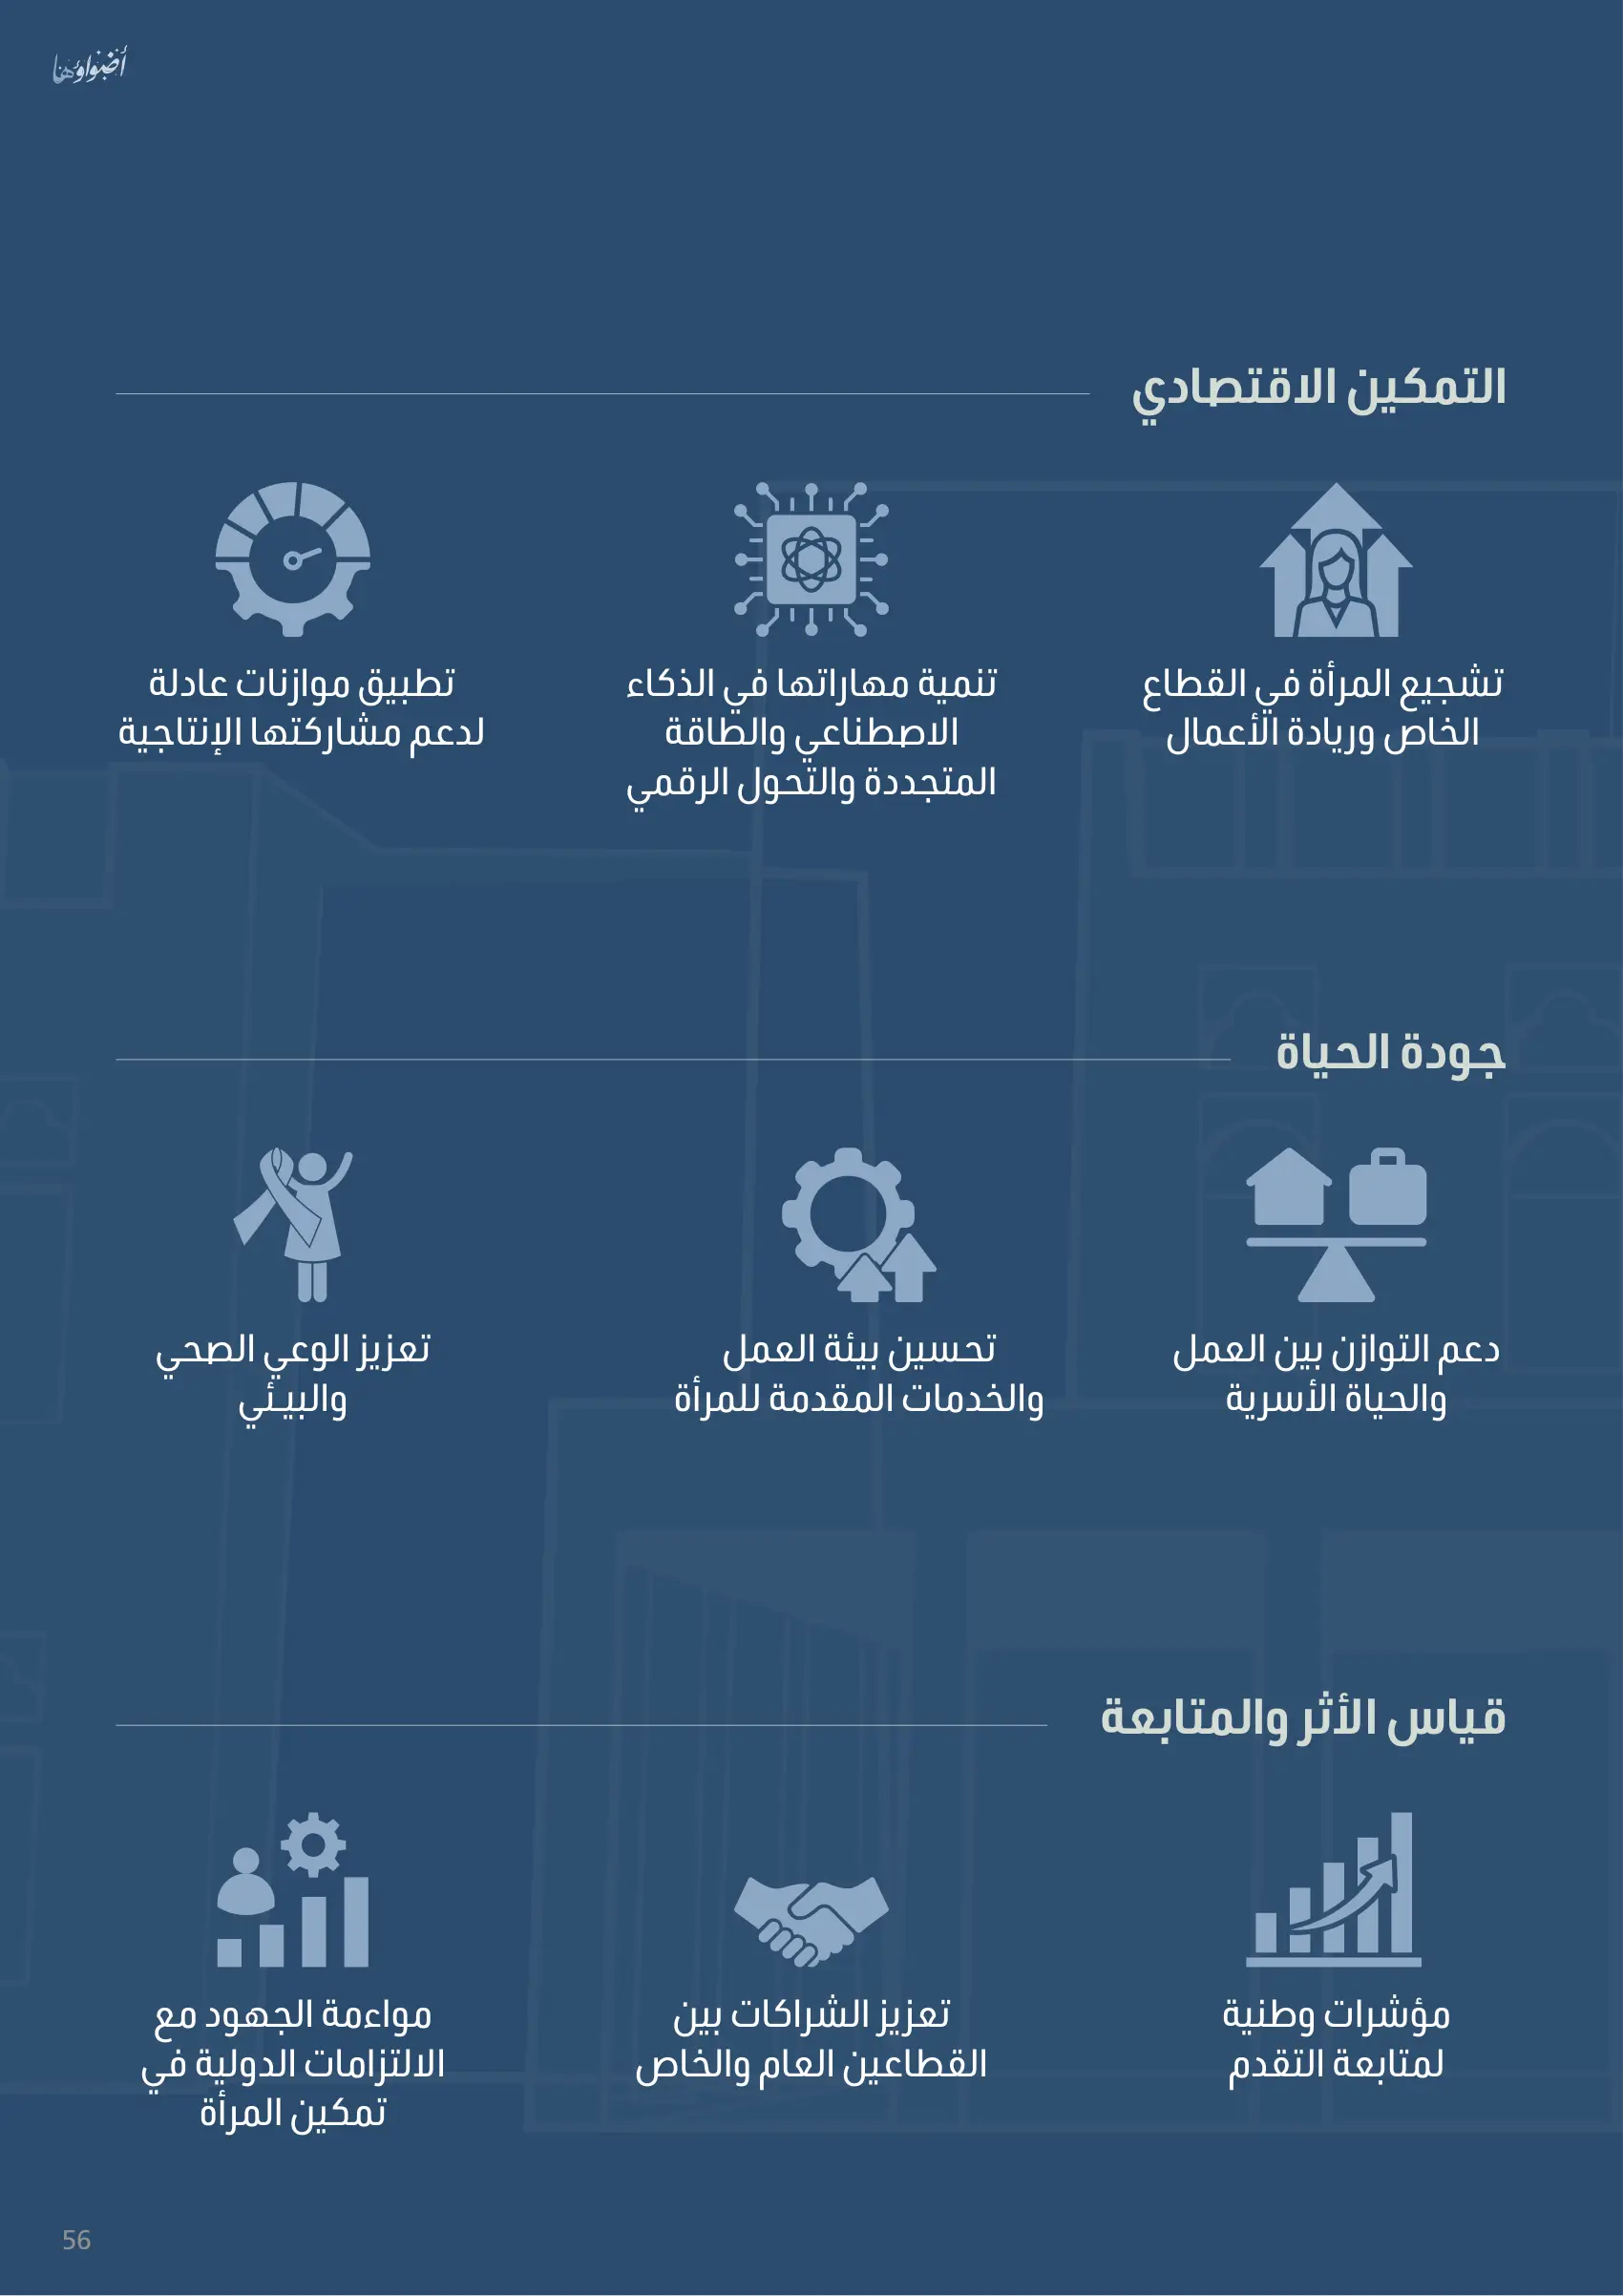 أضواؤها
التمكين الاقتصادي
تشجيع المرأة في القطاع
الخاص وريادة الأعمال
تنمية مهاراتها في الذكاء
الاصطناعي والطاقة
المتجددة والتحول الرقمي
تطبيق موازنات عادلة
لدعم مشاركتها الإنتاجية
جودة الحياة
دعم التوازن بين العمل
والحياة الأسرية
تحسين بيئة العمل
والخدمات المقدمة للمرأة
تعزيز الوعي الصحي
والبيئي
قياس الأثر والمتابعة
مؤشرات وطنية
لمتابعة التقدم
تعزيز الشراكات بين
القطاعين العام والخاص
مواءمة الجهود مع
الالتزامات الدولية في
تمكين المرأة
56